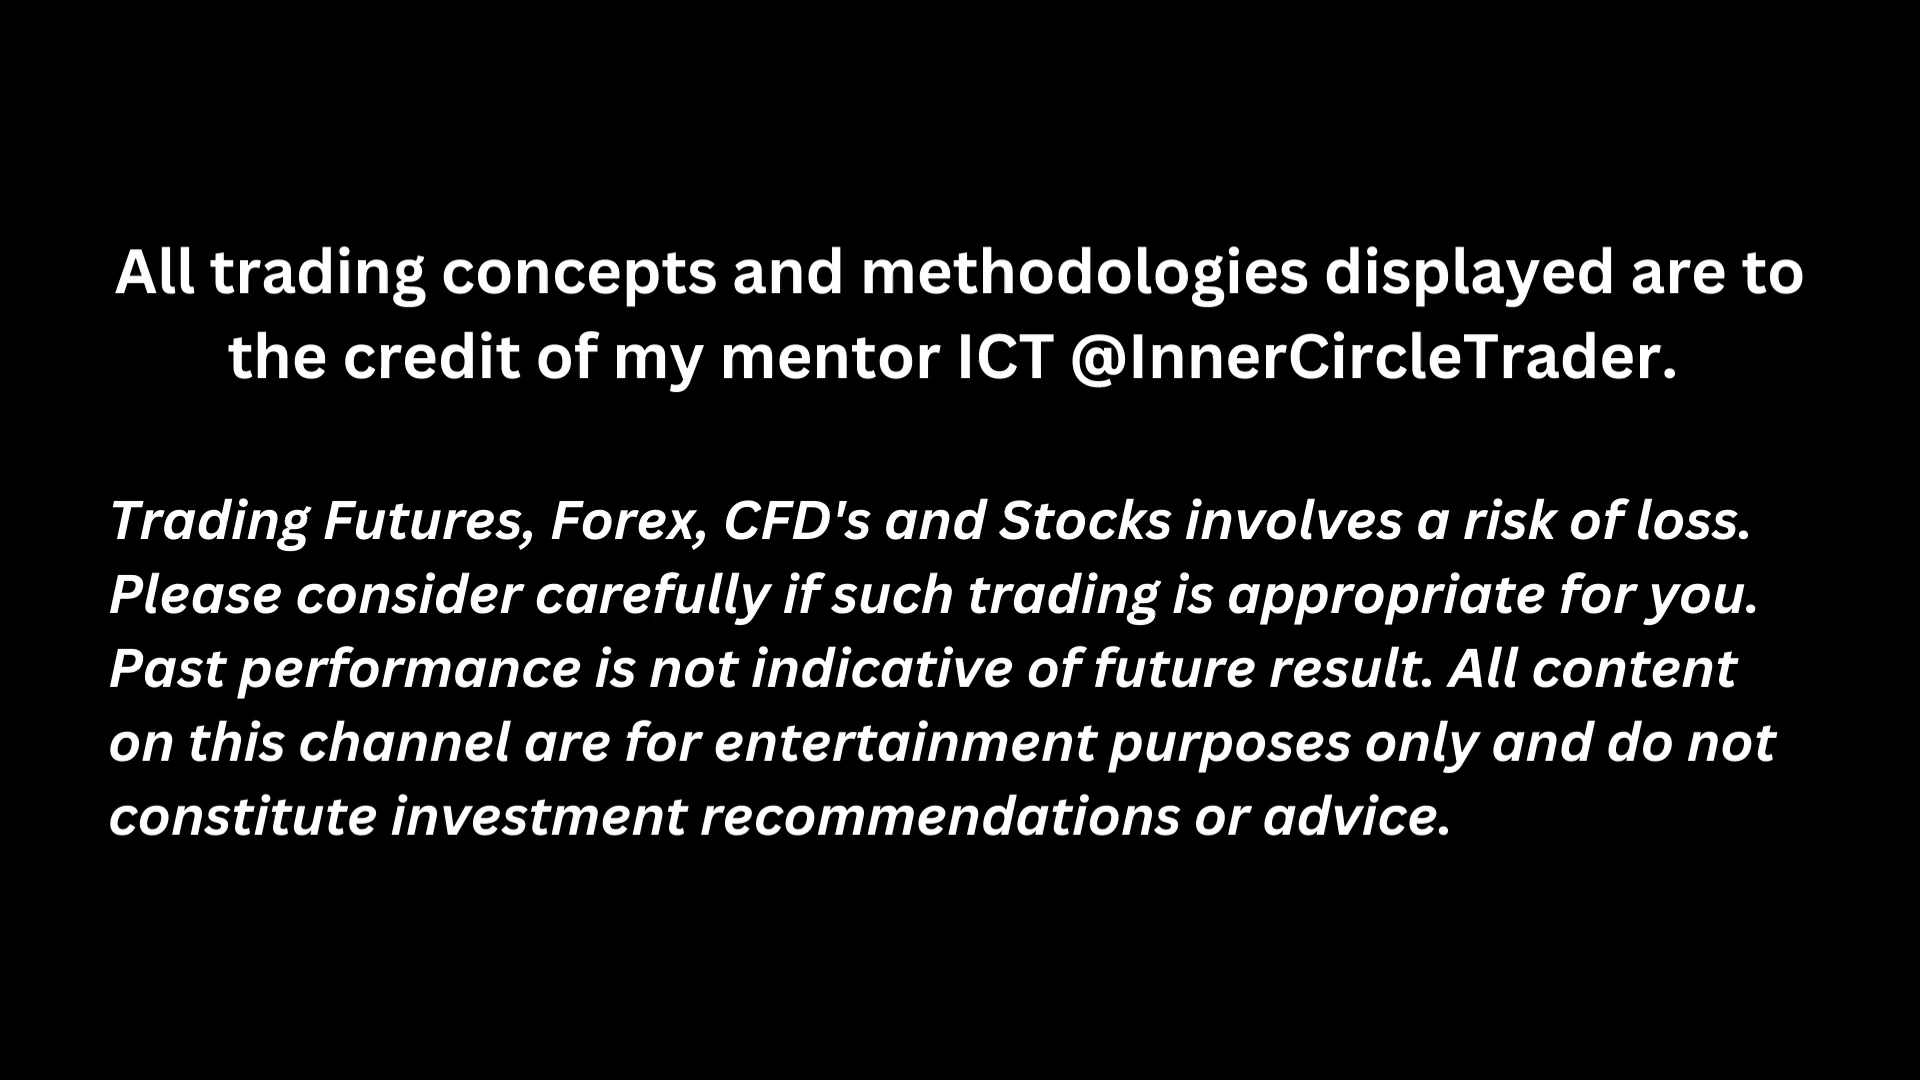 All trading concepts and methodologies displayed are to
the credit of my mentor ICT @InnerCircleTrader.
Trading Futures, Forex, CFD's and Stocks involves a risk of loss.
Please consider carefully if such trading is appropriate for you.
Past performance is not indicative of future result. All content
on this channel are for entertainment purposes only and do not
constitute investment recommendations or advice.